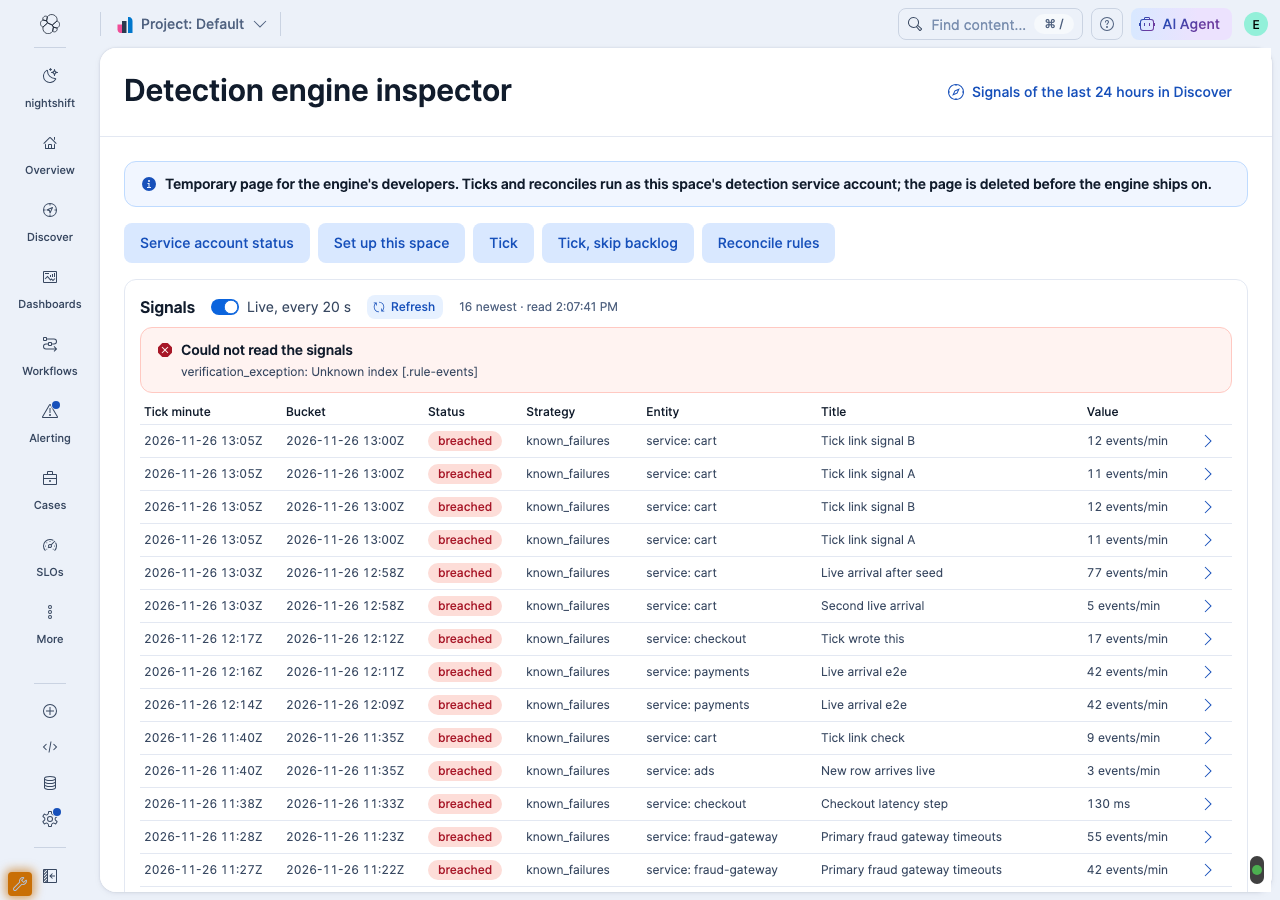 Project: Default
Find content...
⌘ /
AI Agent
E
nightshift
Overview
Discover
Dashboards
Workflows
Alerting
Cases
SLOs
More
Detection engine inspector
Signals of the last 24 hours in Discover
Temporary page for the engine's developers. Ticks and reconciles run as this space's detection service account; the page is deleted before the engine ships on.
Service account status
Set up this space
Tick
Tick, skip backlog
Reconcile rules
Signals
Live, every 20 s
Refresh
16 newest · read 2:07:41 PM
Could not read the signals
verification_exception: Unknown index [.rule-events]
Tick minute Bucket Status Strategy Entity Title Value
2026-11-26 13:05Z 2026-11-26 13:00Z breached known_failures service: cart Tick link signal B 12 events/min
2026-11-26 13:05Z 2026-11-26 13:00Z breached known_failures service: cart Tick link signal A 11 events/min
2026-11-26 13:05Z 2026-11-26 13:00Z breached known_failures service: cart Tick link signal B 12 events/min
2026-11-26 13:05Z 2026-11-26 13:00Z breached known_failures service: cart Tick link signal A 11 events/min
2026-11-26 13:03Z 2026-11-26 12:58Z breached known_failures service: cart Live arrival after seed 77 events/min
2026-11-26 13:03Z 2026-11-26 12:58Z breached known_failures service: cart Second live arrival 5 events/min
2026-11-26 12:17Z 2026-11-26 12:12Z breached known_failures service: checkout Tick wrote this 17 events/min
2026-11-26 12:16Z 2026-11-26 12:11Z breached known_failures service: payments Live arrival e2e 42 events/min
2026-11-26 12:14Z 2026-11-26 12:09Z breached known_failures service: payments Live arrival e2e 42 events/min
2026-11-26 11:40Z 2026-11-26 11:35Z breached known_failures service: cart Tick link check 9 events/min
2026-11-26 11:40Z 2026-11-26 11:35Z breached known_failures service: ads New row arrives live 3 events/min
2026-11-26 11:38Z 2026-11-26 11:33Z breached known_failures service: checkout Checkout latency step 130 ms
2026-11-26 11:28Z 2026-11-26 11:23Z breached known_failures service: fraud-gateway Primary fraud gateway timeouts 55 events/min
2026-11-26 11:27Z 2026-11-26 11:22Z breached known_failures service: fraud-gateway Primary fraud gateway timeouts 42 events/min